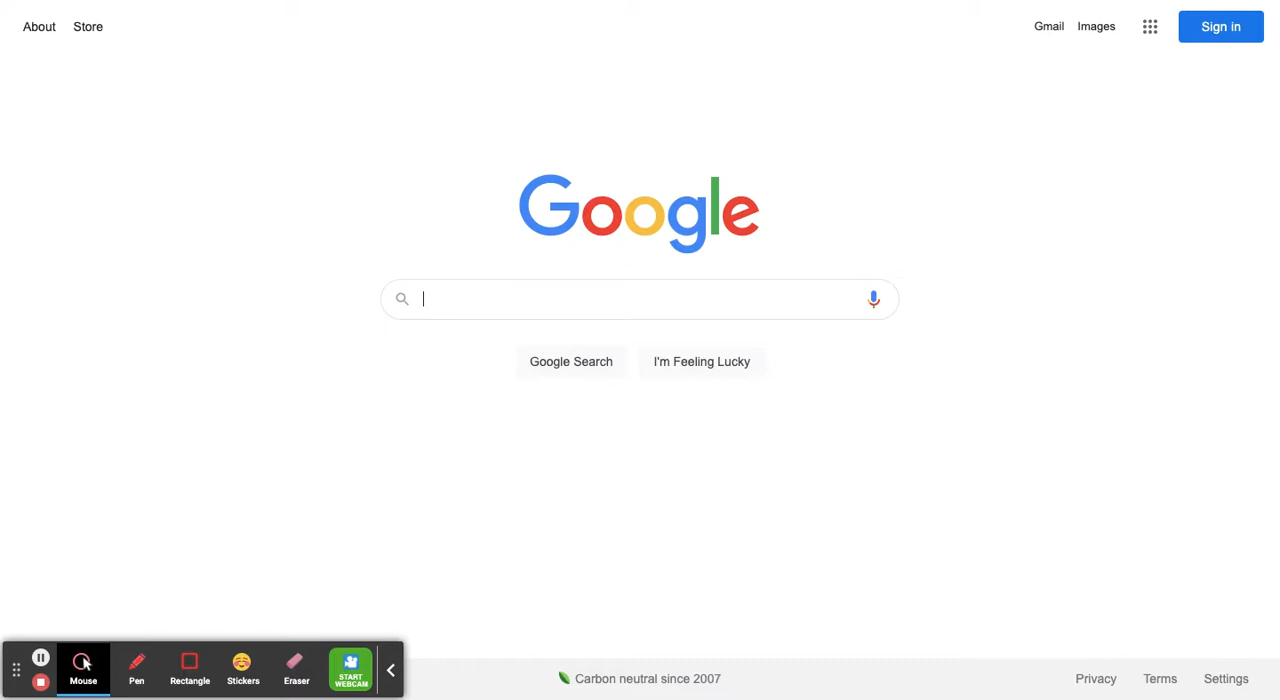 About Store
Gmail Images Sign in
Google
Google Search I'm Feeling Lucky
Mouse Pen Rectangle Stickers Eraser START
WEBCAM
Carbon neutral since 2007
Privacy Terms Settings